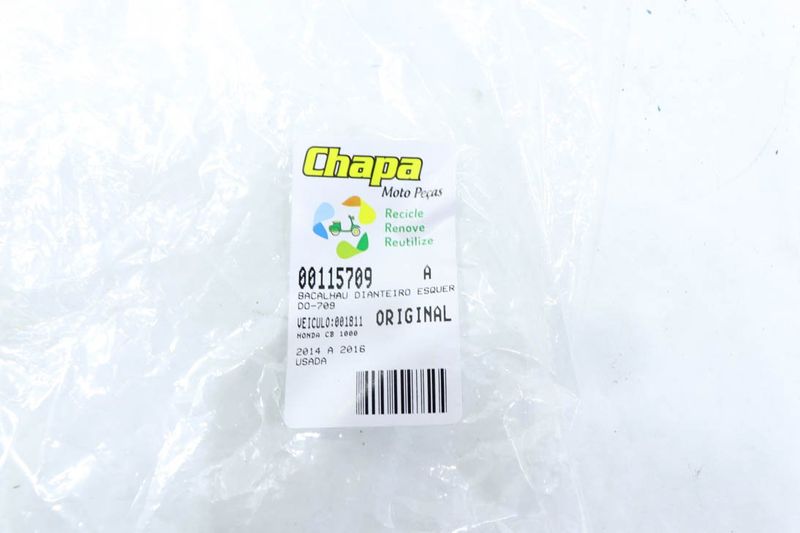 Chapa
Moto Peças
Recicle
Renove
Reutilize
00115709 A
BACALHAU DIANTEIRO ESQUER
DO-709
VEICULO:001811 ORIGINAL
HONDA CB 1000
2014 A 2016
USADA